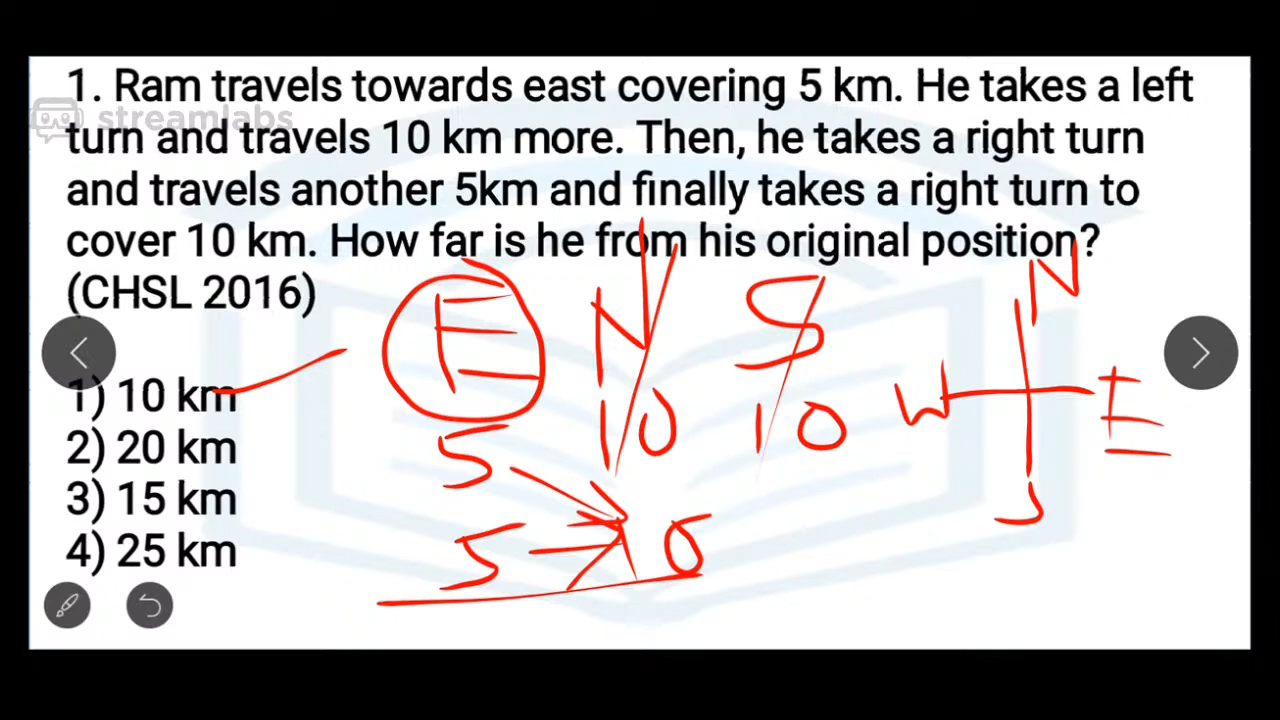 1. Ram travels towards east covering 5 km. He takes a left
streamlabs
turn and travels 10 km more. Then, he takes a right turn
and travels another 5km and finally takes a right turn to
cover 10 km. How far is he from his original position?
(CHSL 2016)
E N S N
1) 10 km
W E
10 10
2) 20 km
5
3) 15 km
S
4) 25 km
5 10